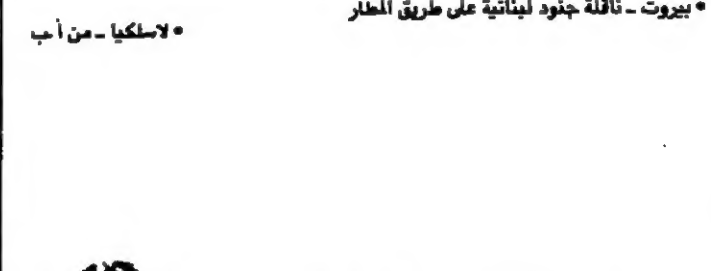 • بيروت ـ ناقلة جنود لبنانية على طريق المطار
• لاسلكيا ـ من أ ب